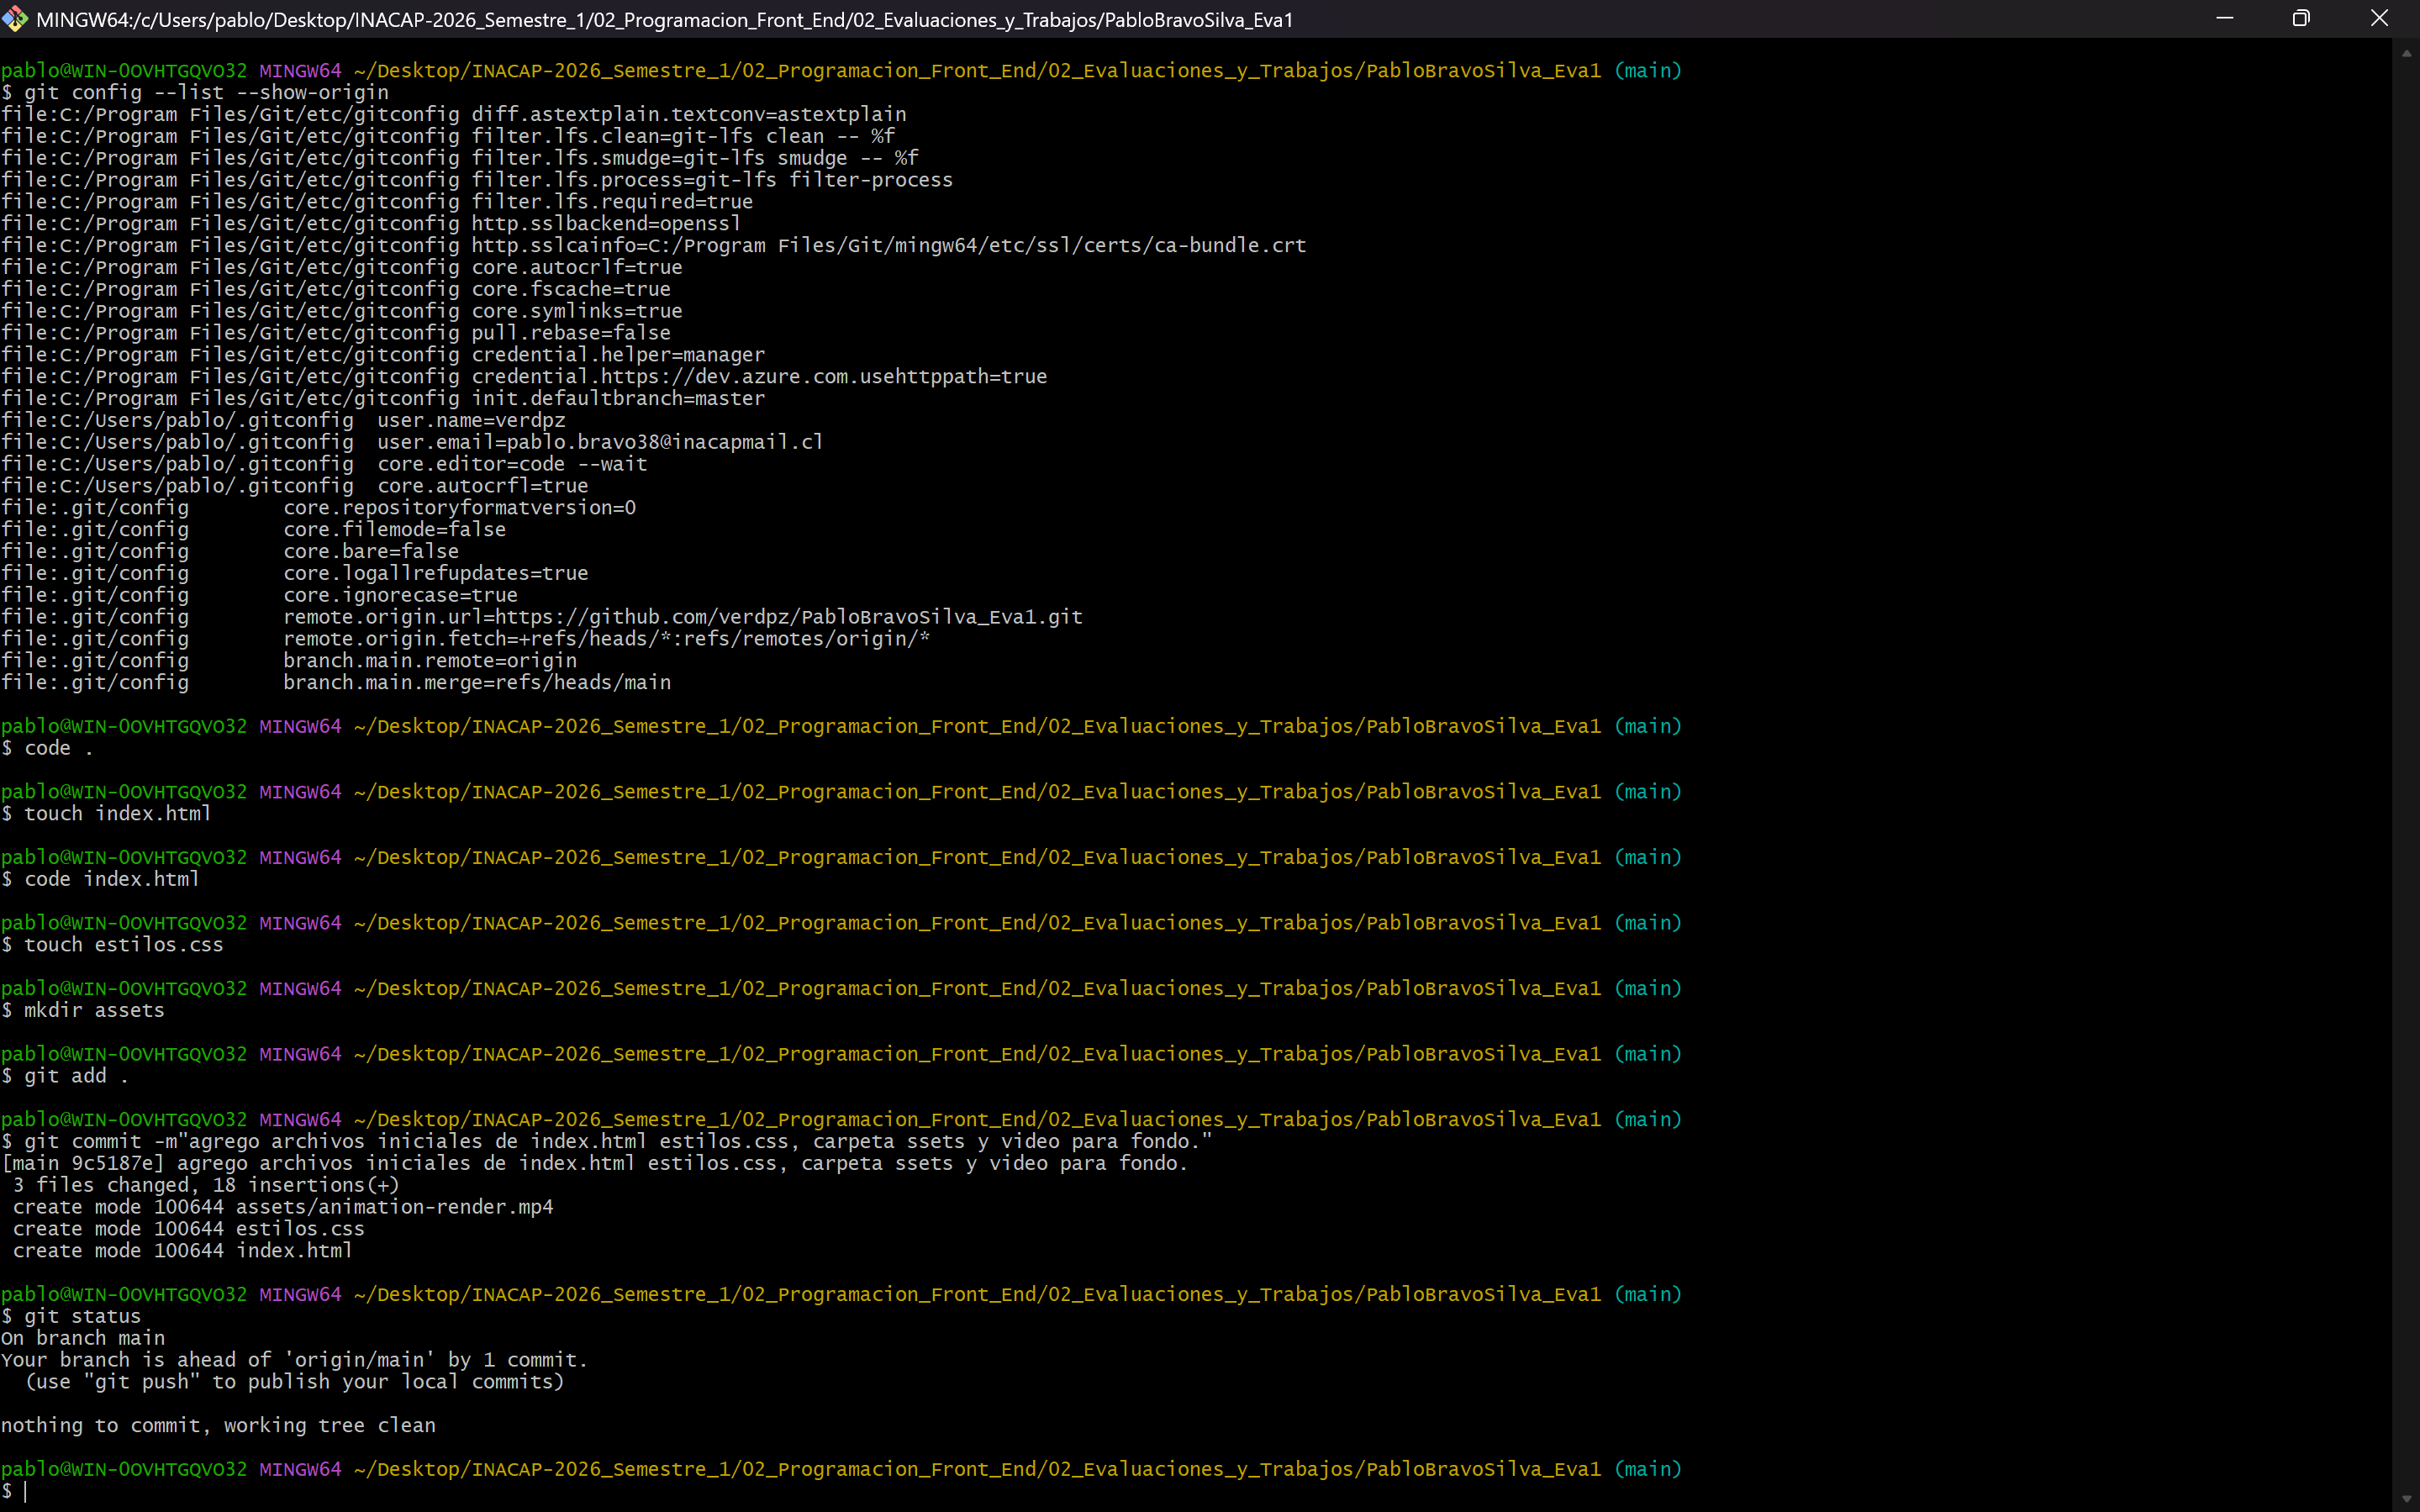 MINGW64:/c/Users/pablo/Desktop/INACAP-2026_Semestre_1/02_Programacion_Front_End/02_Evaluaciones_y_Trabajos/PabloBravoSilva_Eva1
pablo@WIN-OOVHTGQVO32 MINGW64 ~/Desktop/INACAP-2026_Semestre_1/02_Programacion_Front_End/02_Evaluaciones_y_Trabajos/PabloBravoSilva_Eva1 (main)
$ git config --list --show-origin
file:C:/Program Files/Git/etc/gitconfig diff.astextplain.textconv=astextplain
file:C:/Program Files/Git/etc/gitconfig filter.lfs.clean=git-lfs clean -- %f
file:C:/Program Files/Git/etc/gitconfig filter.lfs.smudge=git-lfs smudge -- %f
file:C:/Program Files/Git/etc/gitconfig filter.lfs.process=git-lfs filter-process
file:C:/Program Files/Git/etc/gitconfig filter.lfs.required=true
file:C:/Program Files/Git/etc/gitconfig http.sslbackend=openssl
file:C:/Program Files/Git/etc/gitconfig http.sslcainfo=C:/Program Files/Git/mingw64/etc/ssl/certs/ca-bundle.crt
file:C:/Program Files/Git/etc/gitconfig core.autocrlf=true
file:C:/Program Files/Git/etc/gitconfig core.fscache=true
file:C:/Program Files/Git/etc/gitconfig core.symlinks=true
file:C:/Program Files/Git/etc/gitconfig pull.rebase=false
file:C:/Program Files/Git/etc/gitconfig credential.helper=manager
file:C:/Program Files/Git/etc/gitconfig credential.https://dev.azure.com.usehttppath=true
file:C:/Program Files/Git/etc/gitconfig init.defaultbranch=master
file:C:/Users/pablo/.gitconfig  user.name=verdpz
file:C:/Users/pablo/.gitconfig  user.email=pablo.bravo38@inacapmail.cl
file:C:/Users/pablo/.gitconfig  core.editor=code --wait
file:C:/Users/pablo/.gitconfig  core.autocrfl=true
file:.git/config        core.repositoryformatversion=0
file:.git/config        core.filemode=false
file:.git/config        core.bare=false
file:.git/config        core.logallrefupdates=true
file:.git/config        core.ignorecase=true
file:.git/config        remote.origin.url=https://github.com/verdpz/PabloBravoSilva_Eva1.git
file:.git/config        remote.origin.fetch=+refs/heads/*:refs/remotes/origin/*
file:.git/config        branch.main.remote=origin
file:.git/config        branch.main.merge=refs/heads/main
pablo@WIN-OOVHTGQVO32 MINGW64 ~/Desktop/INACAP-2026_Semestre_1/02_Programacion_Front_End/02_Evaluaciones_y_Trabajos/PabloBravoSilva_Eva1 (main)
$ code .
pablo@WIN-OOVHTGQVO32 MINGW64 ~/Desktop/INACAP-2026_Semestre_1/02_Programacion_Front_End/02_Evaluaciones_y_Trabajos/PabloBravoSilva_Eva1 (main)
$ touch index.html
pablo@WIN-OOVHTGQVO32 MINGW64 ~/Desktop/INACAP-2026_Semestre_1/02_Programacion_Front_End/02_Evaluaciones_y_Trabajos/PabloBravoSilva_Eva1 (main)
$ code index.html
pablo@WIN-OOVHTGQVO32 MINGW64 ~/Desktop/INACAP-2026_Semestre_1/02_Programacion_Front_End/02_Evaluaciones_y_Trabajos/PabloBravoSilva_Eva1 (main)
$ touch estilos.css
pablo@WIN-OOVHTGQVO32 MINGW64 ~/Desktop/INACAP-2026_Semestre_1/02_Programacion_Front_End/02_Evaluaciones_y_Trabajos/PabloBravoSilva_Eva1 (main)
$ mkdir assets
pablo@WIN-OOVHTGQVO32 MINGW64 ~/Desktop/INACAP-2026_Semestre_1/02_Programacion_Front_End/02_Evaluaciones_y_Trabajos/PabloBravoSilva_Eva1 (main)
$ git add .
pablo@WIN-OOVHTGQVO32 MINGW64 ~/Desktop/INACAP-2026_Semestre_1/02_Programacion_Front_End/02_Evaluaciones_y_Trabajos/PabloBravoSilva_Eva1 (main)
$ git commit -m"agrego archivos iniciales de index.html estilos.css, carpeta ssets y video para fondo."
[main 9c5187e] agrego archivos iniciales de index.html estilos.css, carpeta ssets y video para fondo.
 3 files changed, 18 insertions(+)
 create mode 100644 assets/animation-render.mp4
 create mode 100644 estilos.css
 create mode 100644 index.html
pablo@WIN-OOVHTGQVO32 MINGW64 ~/Desktop/INACAP-2026_Semestre_1/02_Programacion_Front_End/02_Evaluaciones_y_Trabajos/PabloBravoSilva_Eva1 (main)
$ git status
On branch main
Your branch is ahead of 'origin/main' by 1 commit.
  (use "git push" to publish your local commits)
nothing to commit, working tree clean
pablo@WIN-OOVHTGQVO32 MINGW64 ~/Desktop/INACAP-2026_Semestre_1/02_Programacion_Front_End/02_Evaluaciones_y_Trabajos/PabloBravoSilva_Eva1 (main)
$